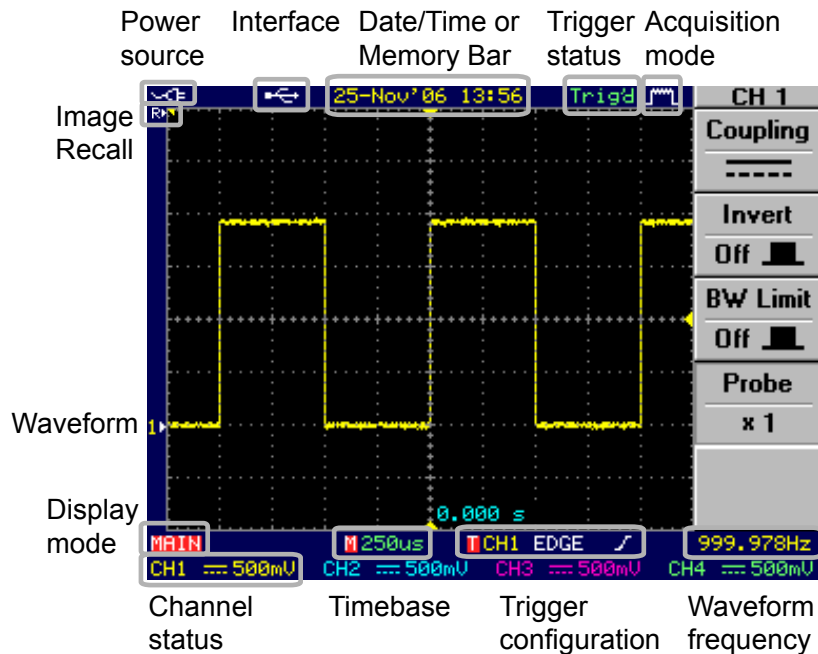 Power source
Interface
Date/Time or Memory Bar
Trigger status
Acquisition mode
25-Nov'06 13:56
Trig'd
CH 1
Image Recall
R
Coupling
Invert
Off
BW Limit
Off
Probe
x 1
Waveform
1
0.000 s
Display mode
MAIN
M 250us
T CH1 EDGE
999.978Hz
CH1 500mV
CH2 500mV
CH3 500mV
CH4 500mV
Channel status
Timebase
Trigger configuration
Waveform frequency